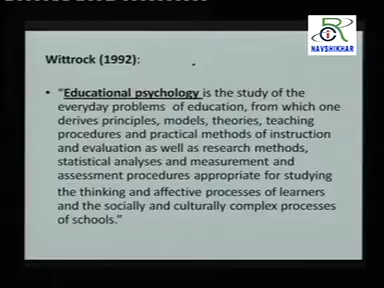 NAVSHIKHAR
Wittrock (1992):
• “Educational psychology is the study of the
everyday problems of education, from which one
derives principles, models, theories, teaching
procedures and practical methods of instruction
and evaluation as well as research methods,
statistical analyses and measurement and
assessment procedures appropriate for studying
the thinking and affective processes of learners
and the socially and culturally complex processes
of schools.”